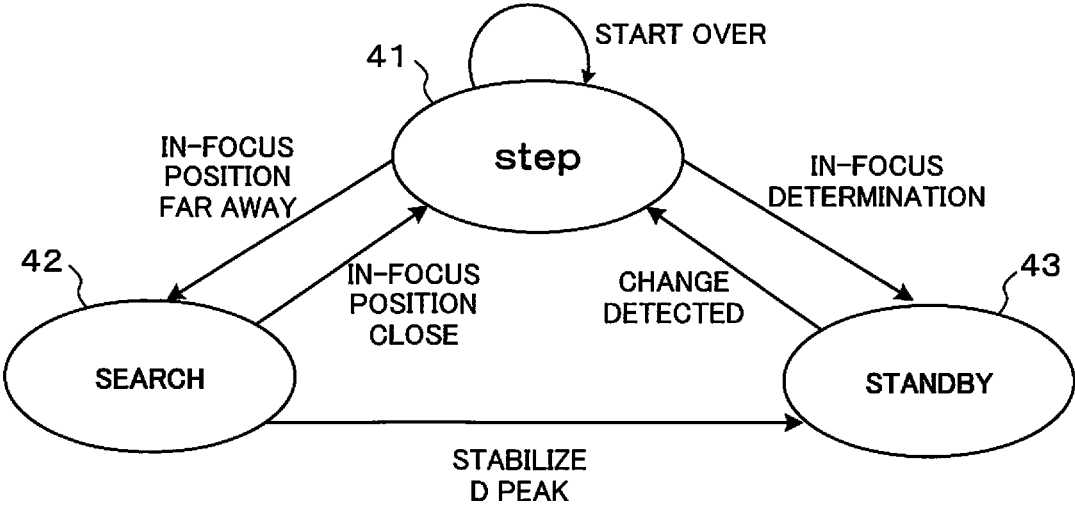 START OVER
41
step
IN-FOCUS
POSITION
FAR AWAY
IN-FOCUS
DETERMINATION
42
IN-FOCUS
POSITION
CLOSE
CHANGE
DETECTED
43
SEARCH
STANDBY
STABILIZE
D PEAK